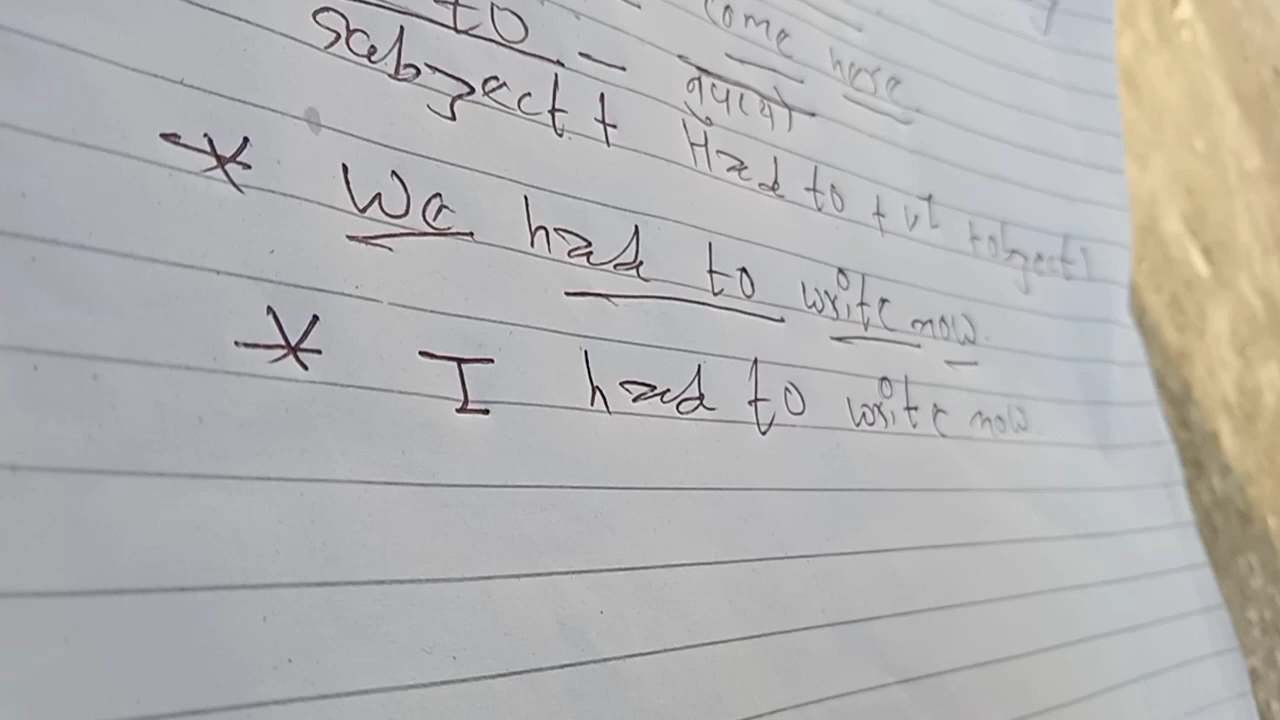 come here
to -
Subject + Had to + v1 + object
* We had to write now.
* I had to write now.